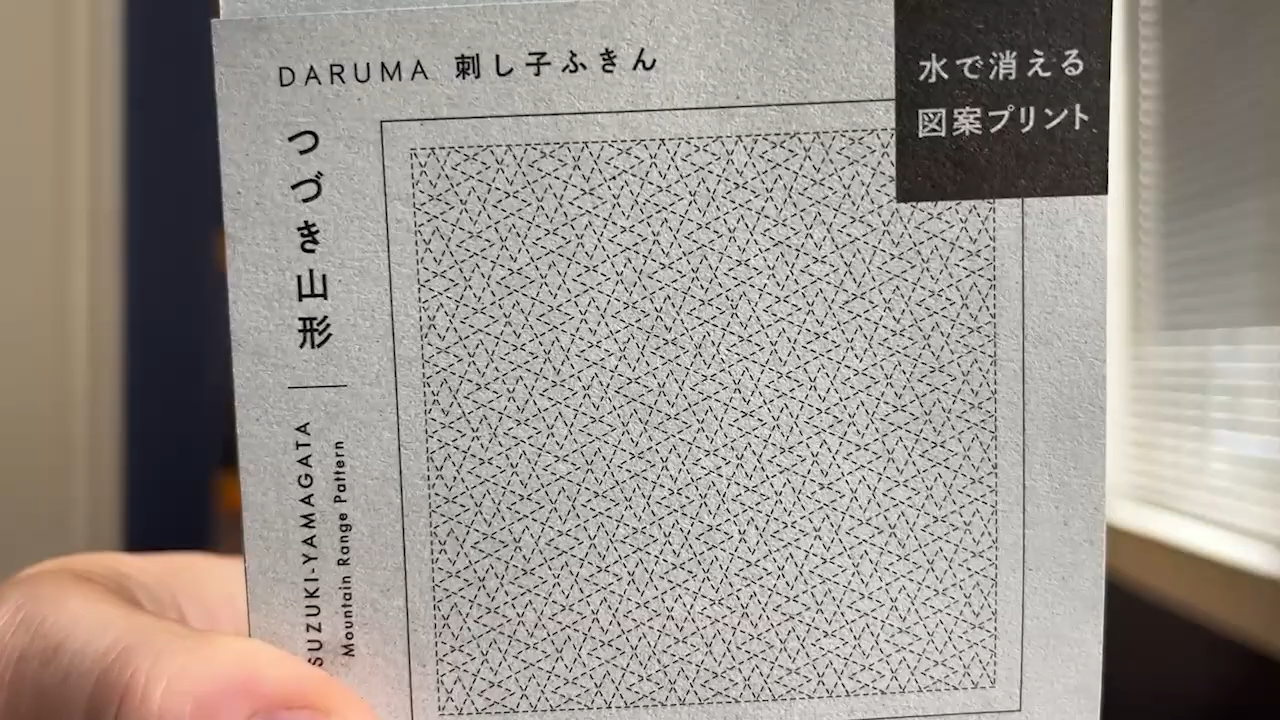 DARUMA 刺し子ふきん
水で消える
図案プリント
つづき山形
SUZUKI-YAMAGATA
Mountain Range Pattern